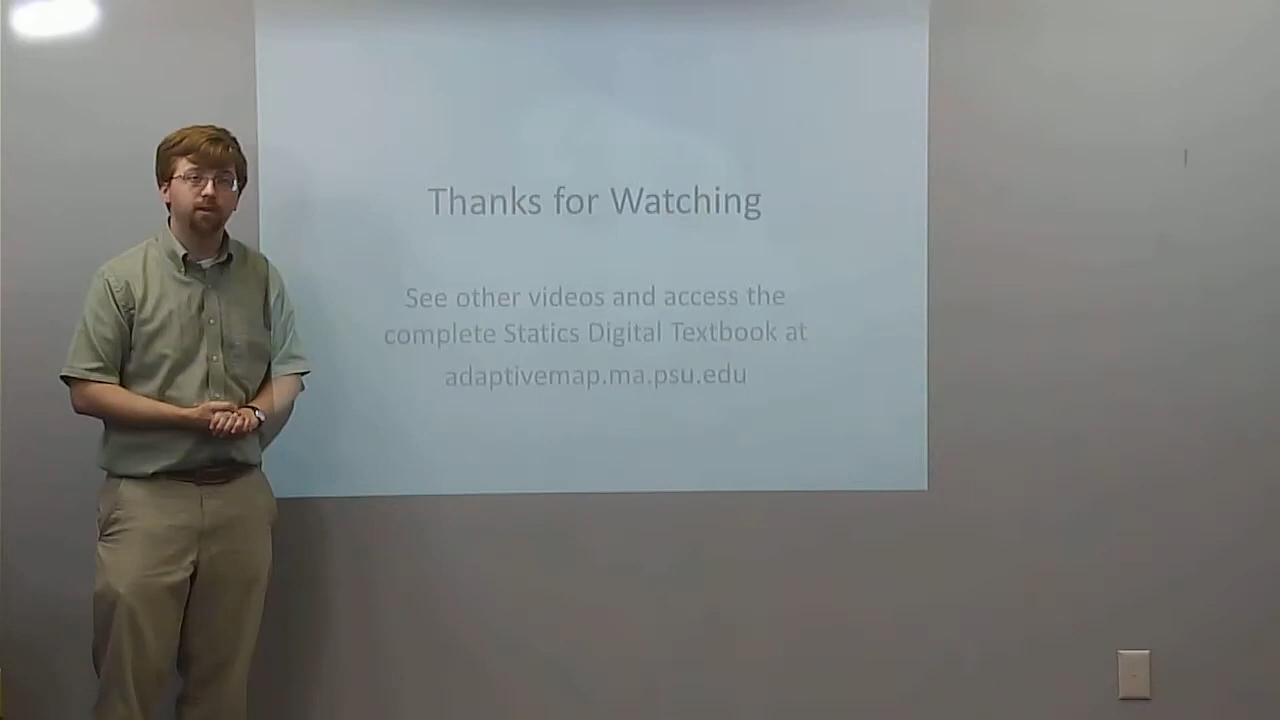 Thanks for Watching
See other videos and access the
complete Statics Digital Textbook at
adaptivemap.ma.psu.edu